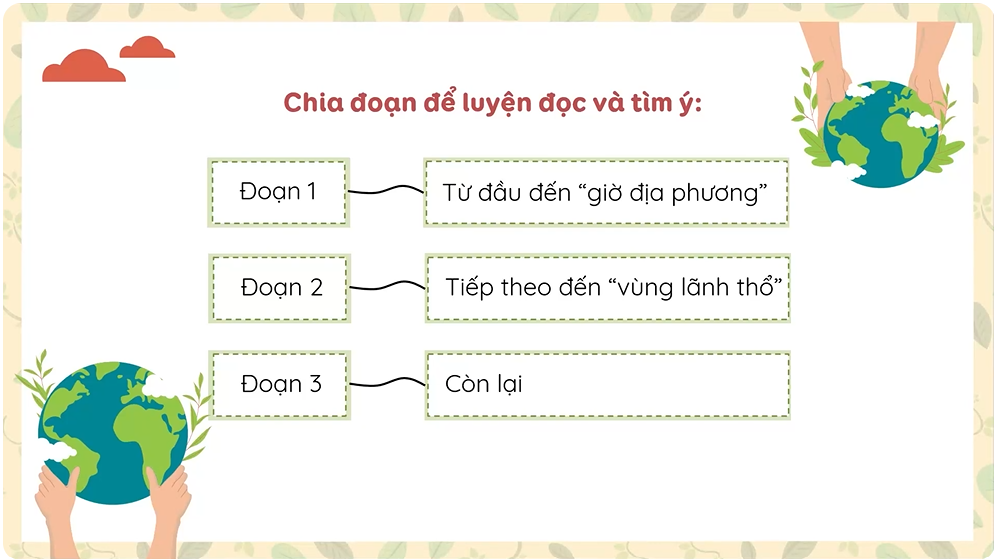 Chia đoạn để luyện đọc và tìm ý:
Đoạn 1
Từ đầu đến “giờ địa phương”
Đoạn 2
Tiếp theo đến “vùng lãnh thổ”
Đoạn 3
Còn lại